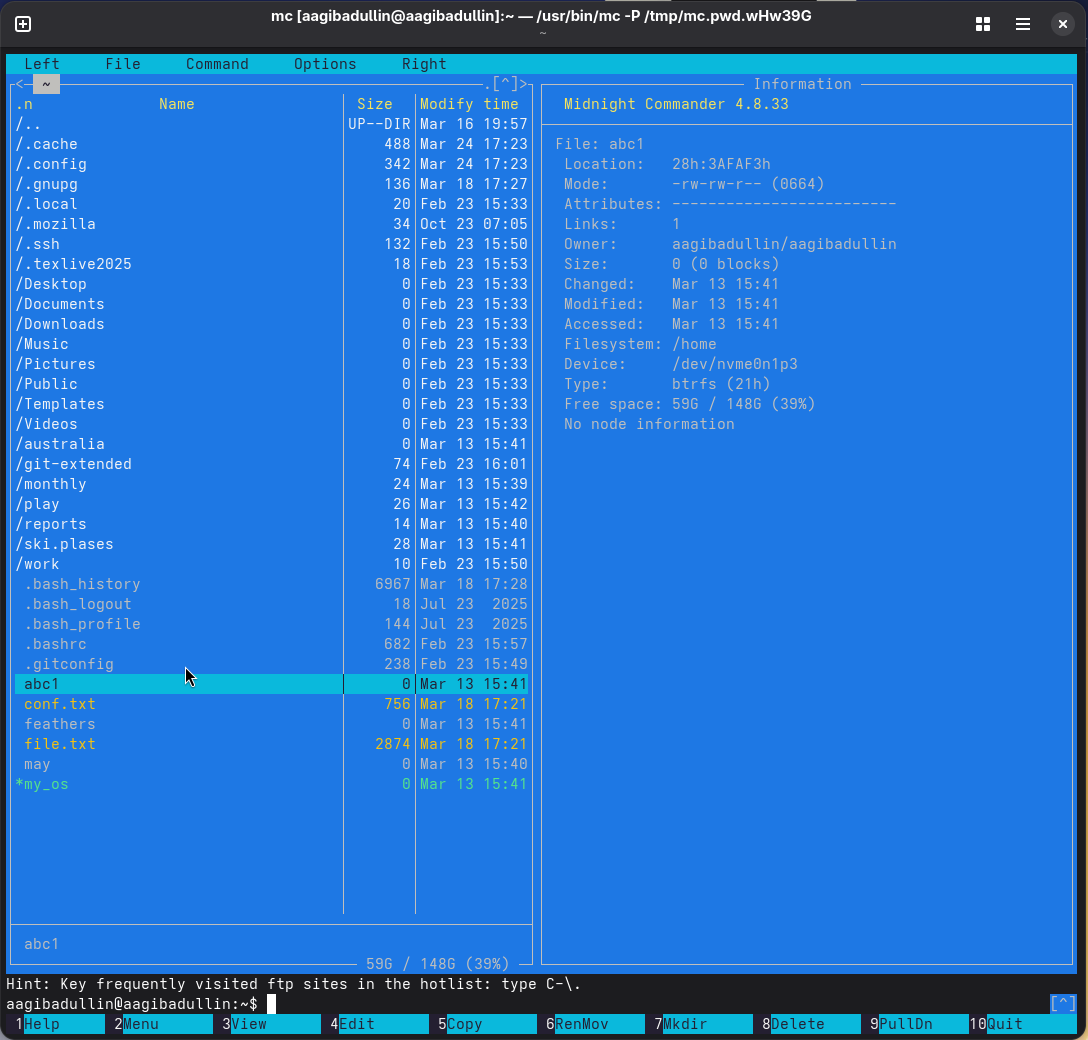 mc [aagibadullin@aagibadullin]:~ — /usr/bin/mc -P /tmp/mc.pwd.wHw39G
~
Left File Command Options Right
<─ ~ .[^]>
.n Name Size Modify time
/.. UP--DIR Mar 16 19:57
/.cache 488 Mar 24 17:23
/.config 342 Mar 24 17:23
/.gnupg 136 Mar 18 17:27
/.local 20 Feb 23 15:33
/.mozilla 34 Oct 23 07:05
/.ssh 132 Feb 23 15:50
/.texlive2025 18 Feb 23 15:53
/Desktop 0 Feb 23 15:33
/Documents 0 Feb 23 15:33
/Downloads 0 Feb 23 15:33
/Music 0 Feb 23 15:33
/Pictures 0 Feb 23 15:33
/Public 0 Feb 23 15:33
/Templates 0 Feb 23 15:33
/Videos 0 Feb 23 15:33
/australia 0 Mar 13 15:41
/git-extended 74 Feb 23 16:01
/monthly 24 Mar 13 15:39
/play 26 Mar 13 15:42
/reports 14 Mar 13 15:40
/ski.plases 28 Mar 13 15:41
/work 10 Feb 23 15:50
.bash_history 6967 Mar 18 17:28
.bash_logout 18 Jul 23 2025
.bash_profile 144 Jul 23 2025
.bashrc 682 Feb 23 15:57
.gitconfig 238 Feb 23 15:49
abc1 0 Mar 13 15:41
conf.txt 756 Mar 18 17:21
feathers 0 Mar 13 15:41
file.txt 2874 Mar 18 17:21
may 0 Mar 13 15:40
*my_os 0 Mar 13 15:41
abc1
59G / 148G (39%)
Information
Midnight Commander 4.8.33
File: abc1
Location: 28h:3AFAF3h
Mode: -rw-rw-r-- (0664)
Attributes: -------------------------
Links: 1
Owner: aagibadullin/aagibadullin
Size: 0 (0 blocks)
Changed: Mar 13 15:41
Modified: Mar 13 15:41
Accessed: Mar 13 15:41
Filesystem: /home
Device: /dev/nvme0n1p3
Type: btrfs (21h)
Free space: 59G / 148G (39%)
No node information
Hint: Key frequently visited ftp sites in the hotlist: type C-\.
aagibadullin@aagibadullin:~$ [^]
1Help 2Menu 3View 4Edit 5Copy 6RenMov 7Mkdir 8Delete 9PullDn 10Quit